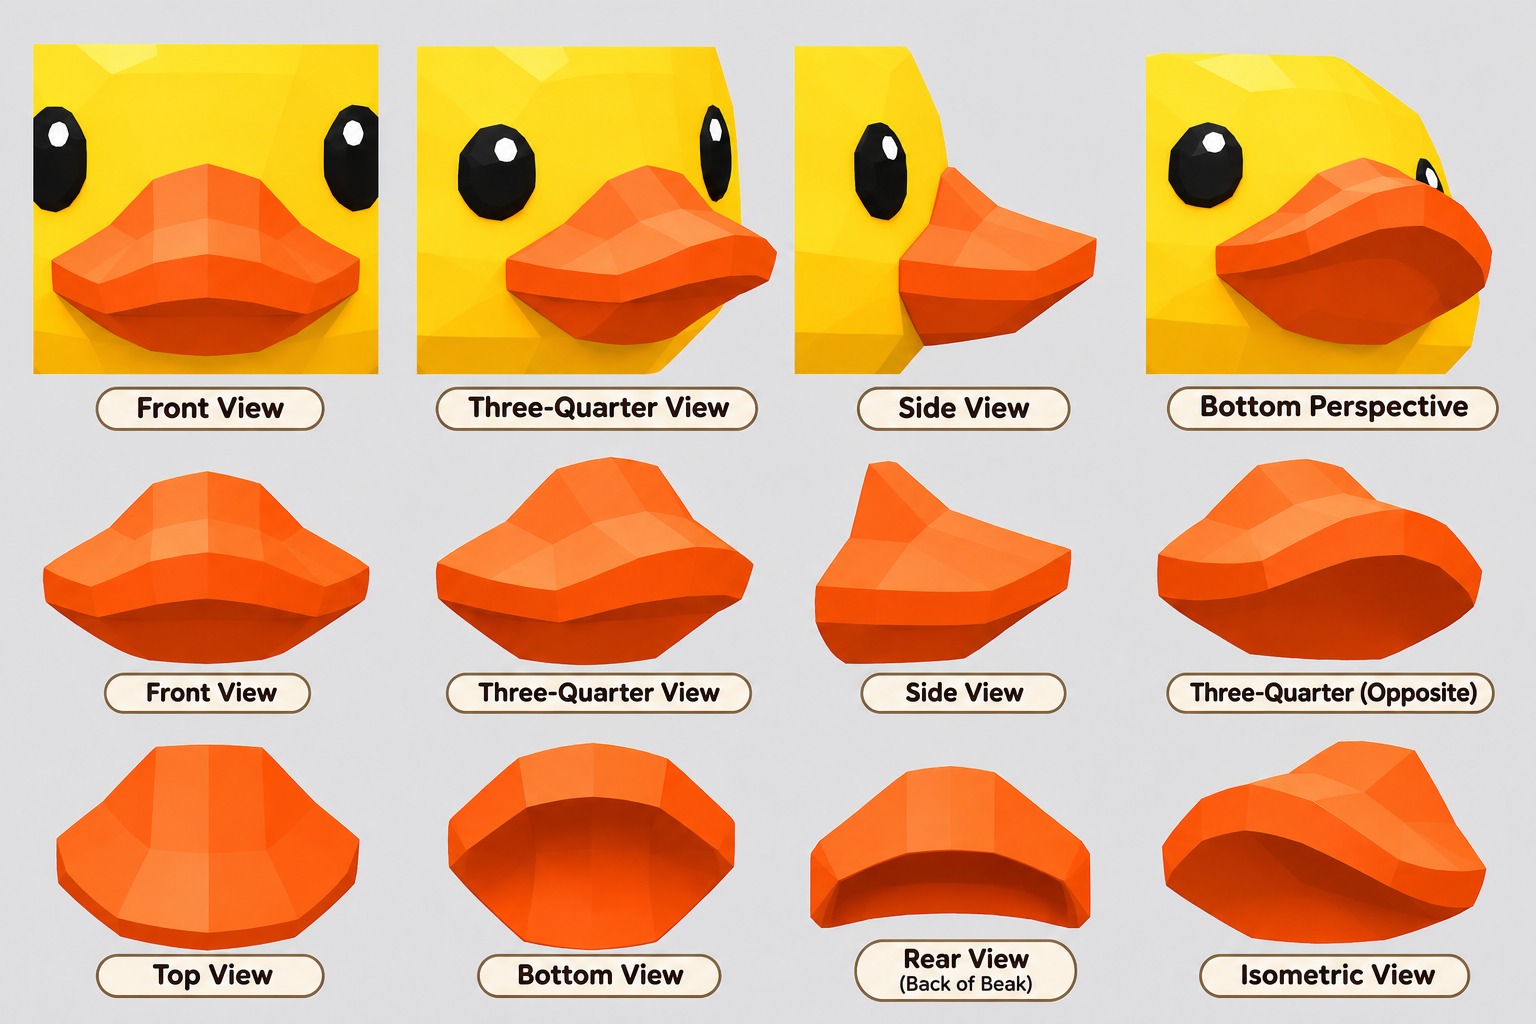 Front View
Three-Quarter View
Side View
Bottom Perspective
Front View
Three-Quarter View
Side View
Three-Quarter (Opposite)
Top View
Bottom View
Rear View
(Back of Beak)
Isometric View